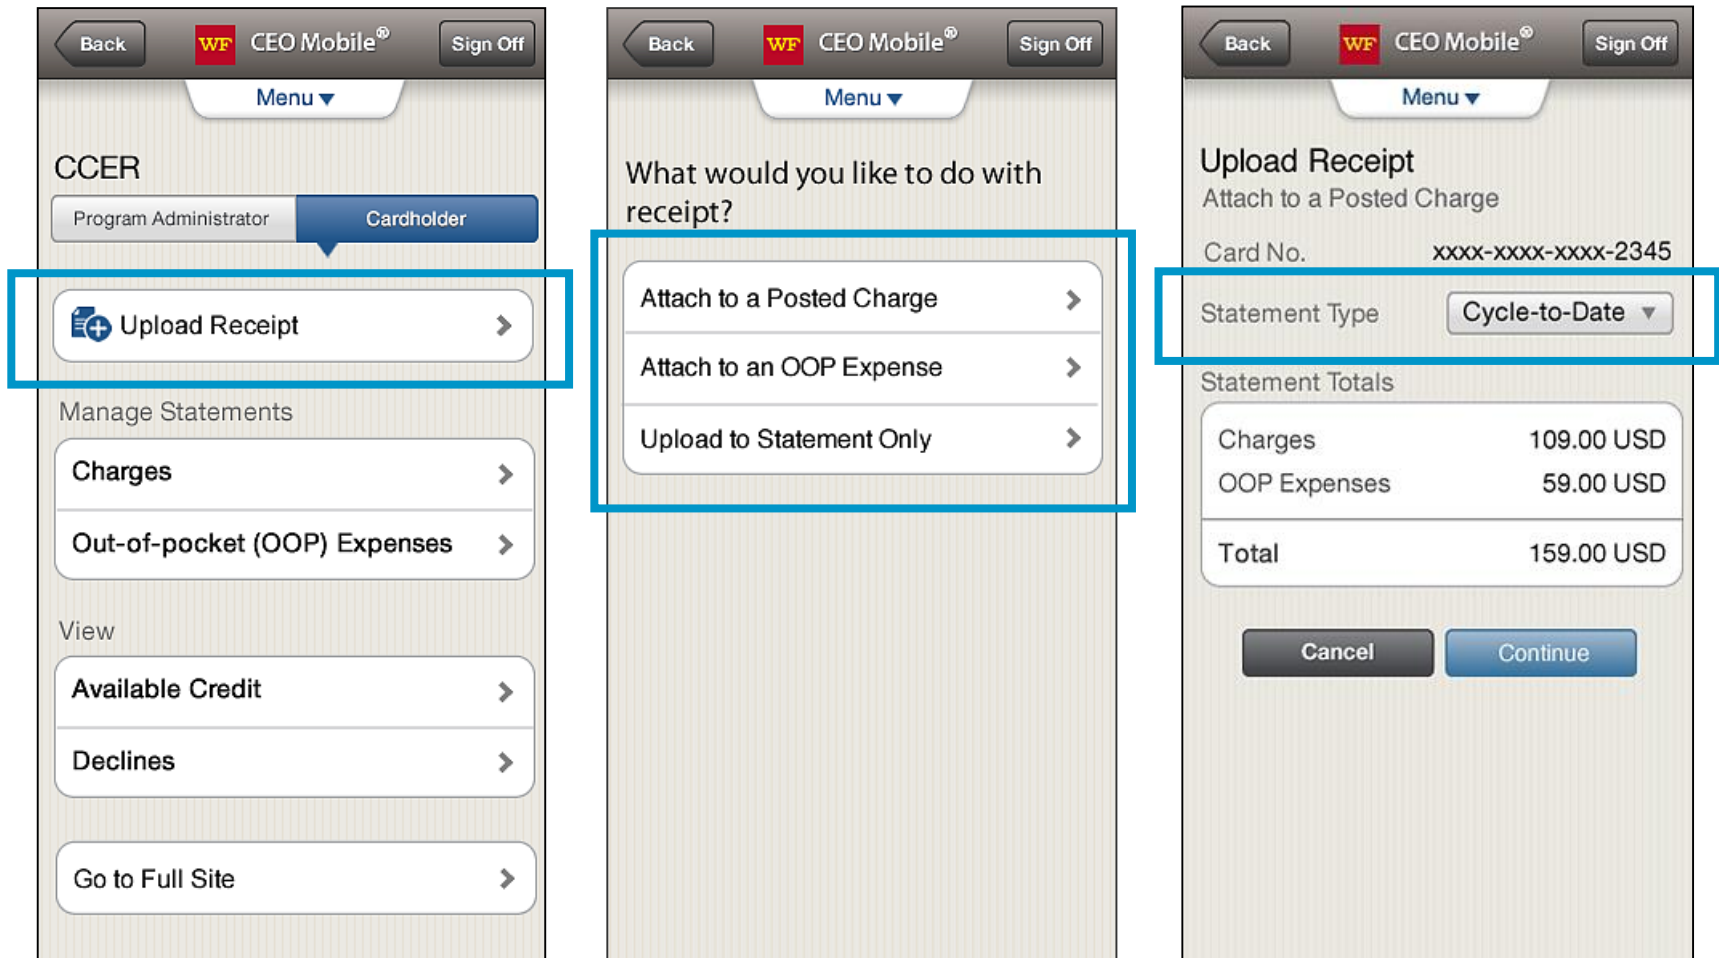 Back
WF CEO Mobile®
Sign Off
Menu ▼
CCER
Program Administrator
Cardholder
Upload Receipt
Manage Statements
Charges
Out-of-pocket (OOP) Expenses
View
Available Credit
Declines
Go to Full Site
Back
WF CEO Mobile®
Sign Off
Menu ▼
What would you like to do with
receipt?
Attach to a Posted Charge
Attach to an OOP Expense
Upload to Statement Only
Back
WF CEO Mobile®
Sign Off
Menu ▼
Upload Receipt
Attach to a Posted Charge
Card No. xxxx-xxxx-xxxx-2345
Statement Type Cycle-to-Date ▼
Statement Totals
Charges 109.00 USD
OOP Expenses 59.00 USD
Total 159.00 USD
Cancel
Continue